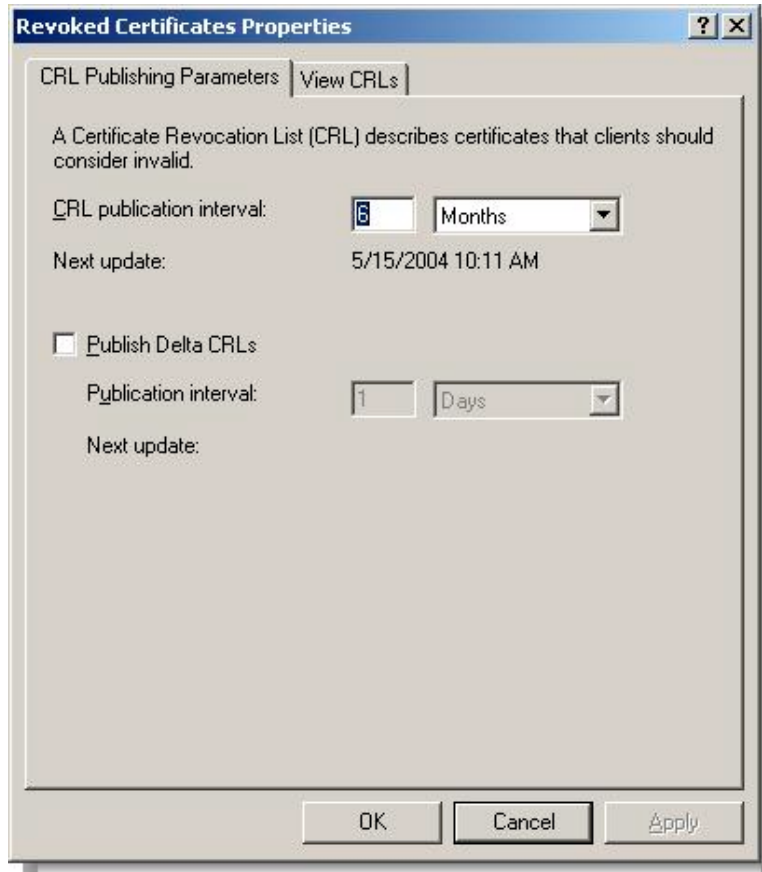 Revoked Certificates Properties
CRL Publishing Parameters View CRLs
A Certificate Revocation List (CRL) describes certificates that clients should
consider invalid.
CRL publication interval: 6 Months
Next update: 5/15/2004 10:11 AM
Publish Delta CRLs
Publication interval: 1 Days
Next update:
OK Cancel Apply